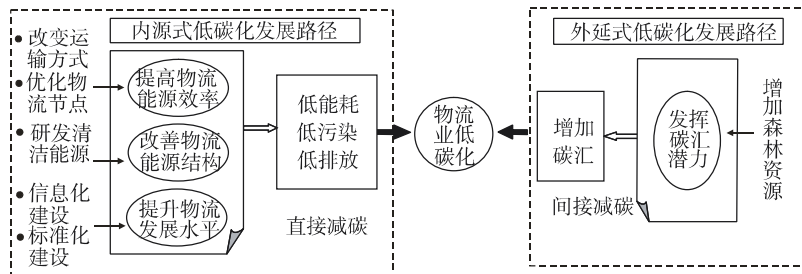 内源式低碳化发展路径
• 改变运
输方式
• 优化物
流节点
• 研发清
洁能源
• 信息化
建设
• 标准化
建设
提高物流
能源效率
改善物流
能源结构
提升物流
发展水平
低能耗
低污染
低排放
直接减碳
物流
业低
碳化
外延式低碳化发展路径
增加
碳汇
间接减碳
发挥
碳汇
潜力
增加森林资源